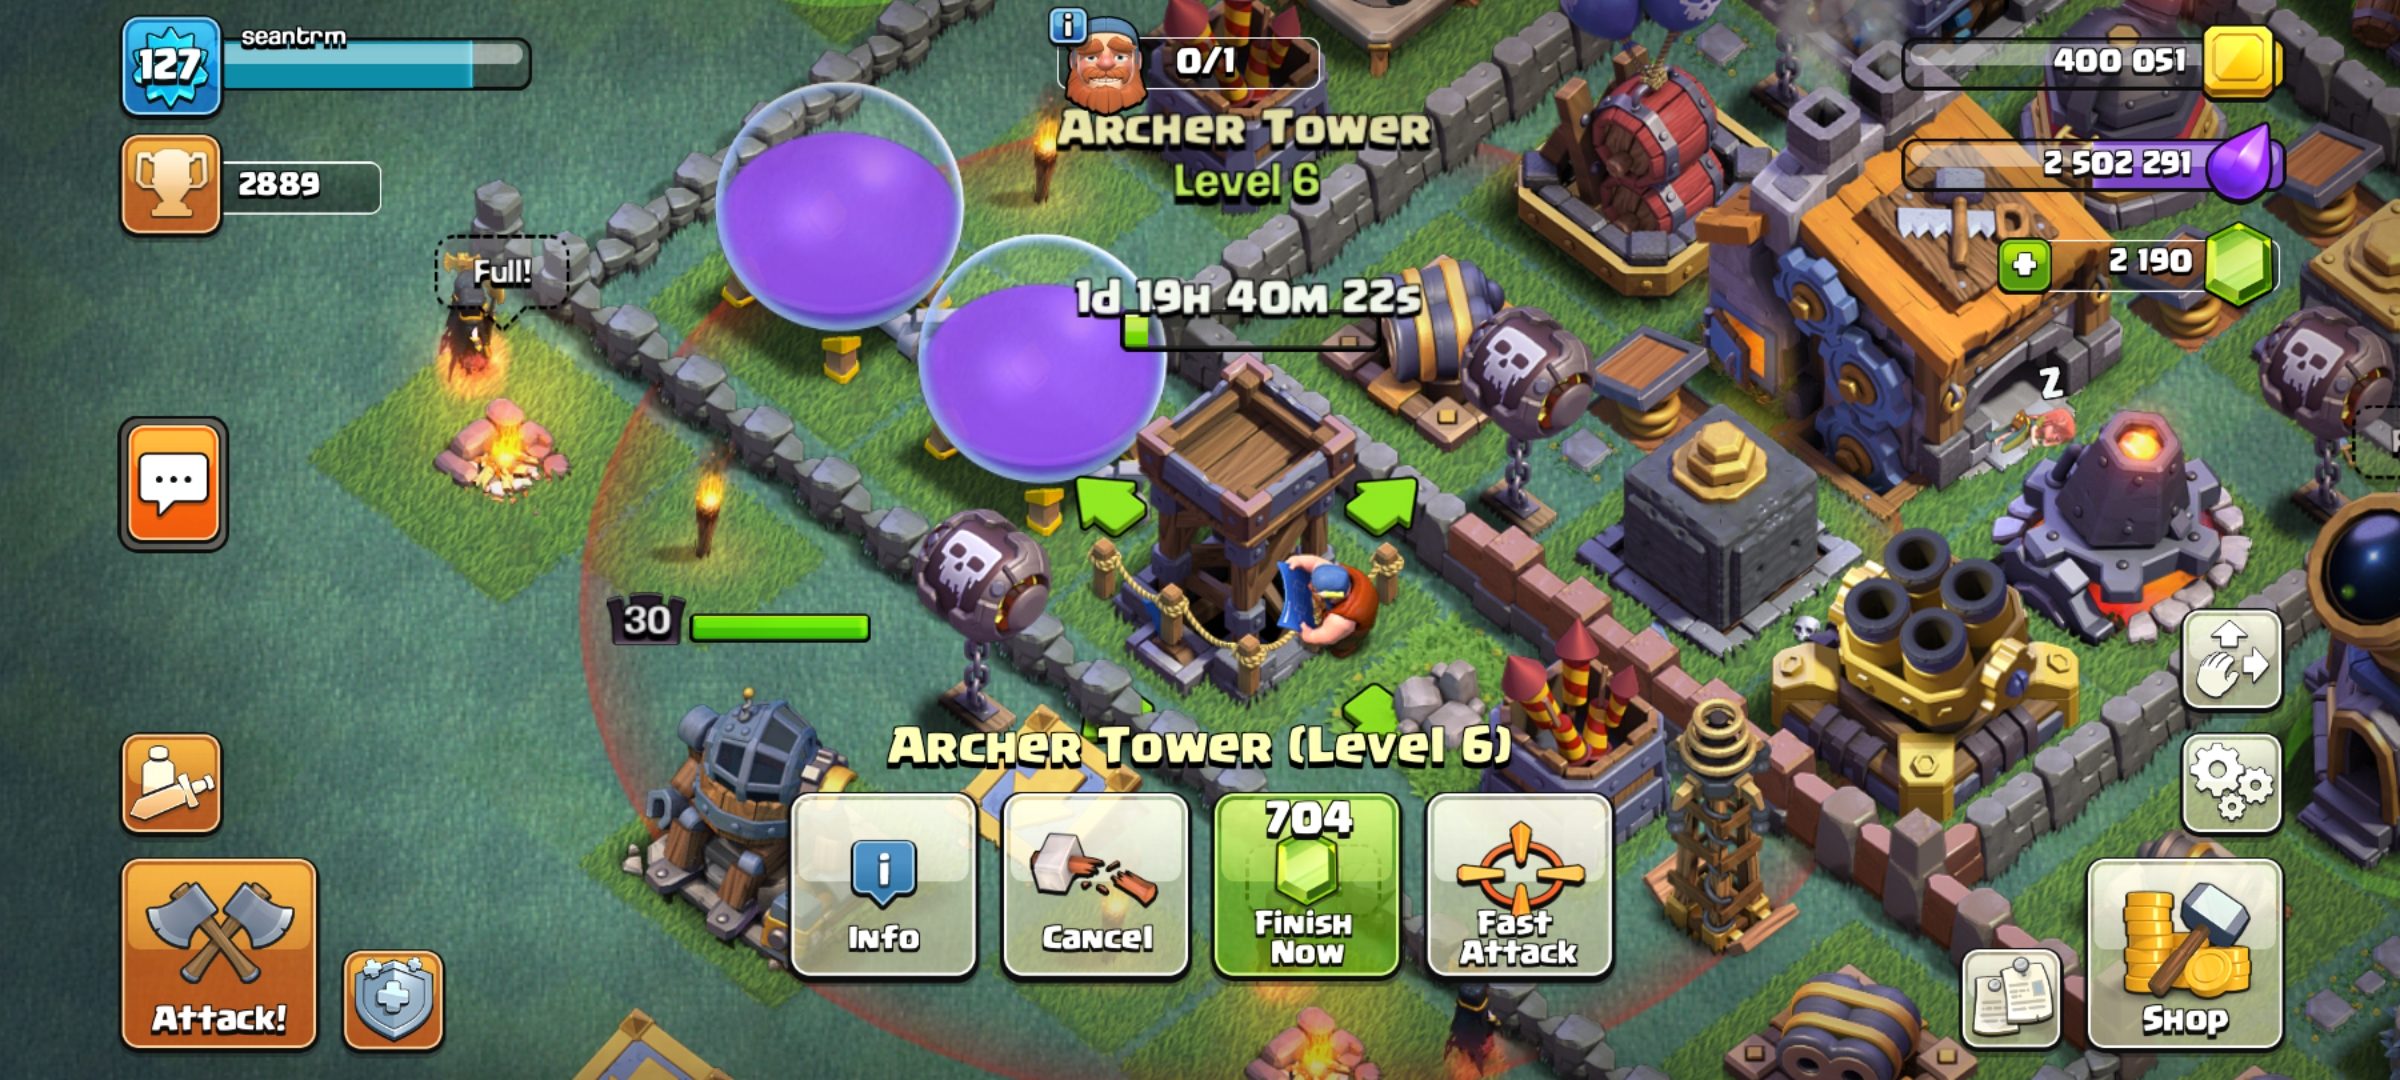 127
seantrm
i
0/1
400 051
Archer Tower
Level 6
2889
2 502 291
Full!
2 190
1d 19h 40m 22s
Z
30
Archer Tower (Level 6)
704
i
Info
Cancel
Finish
Now
Fast
Attack
Attack!
Shop